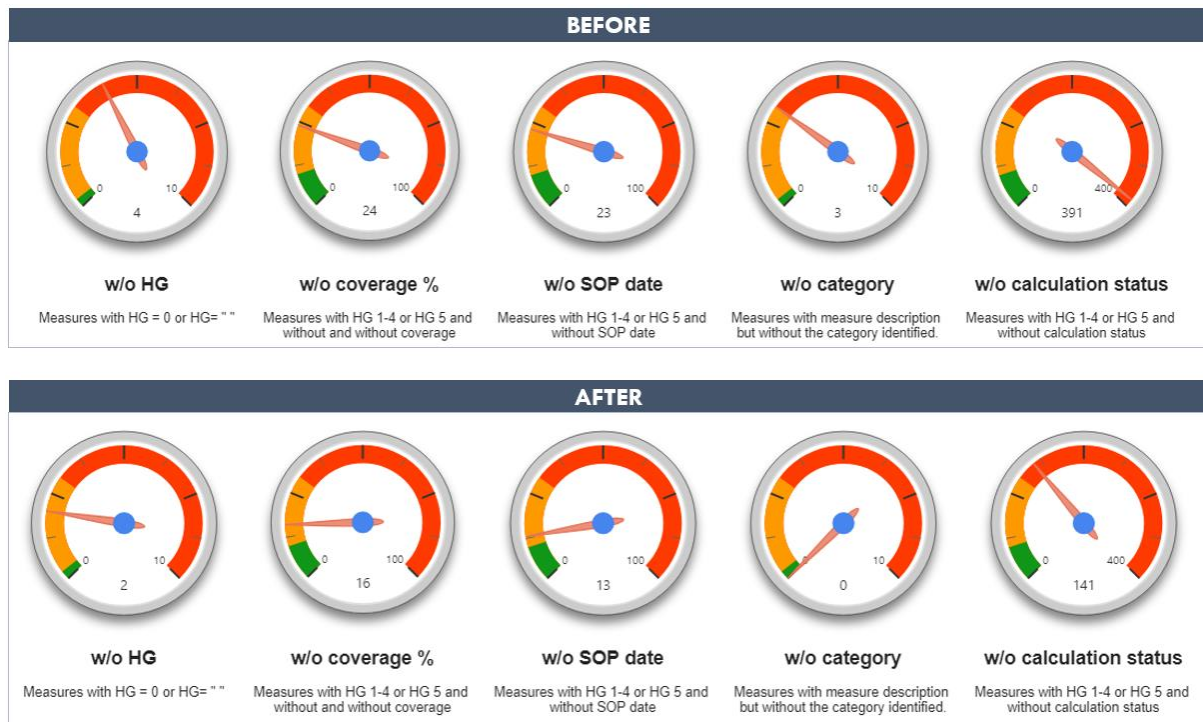 BEFORE
0 10
4
0 100
24
0 100
23
0 10
3
0 400
391
w/o HG
w/o coverage %
w/o SOP date
w/o category
w/o calculation status
Measures with HG = 0 or HG= " "
Measures with HG 1-4 or HG 5 and
without and without coverage
Measures with HG 1-4 or HG 5 and
without SOP date
Measures with measure description
but without the category identified.
Measures with HG 1-4 or HG 5 and
without calculation status
AFTER
0 10
2
0 100
16
0 100
13
0 10
0
0 400
141
w/o HG
w/o coverage %
w/o SOP date
w/o category
w/o calculation status
Measures with HG = 0 or HG= " "
Measures with HG 1-4 or HG 5 and
without and without coverage
Measures with HG 1-4 or HG 5 and
without SOP date
Measures with measure description
but without the category identified.
Measures with HG 1-4 or HG 5 and
without calculation status